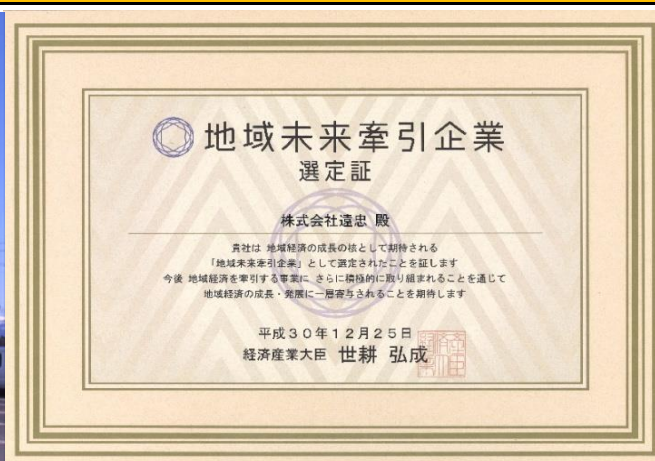 地域未来牽引企業
選定証
株式会社遠忠 殿
貴社は 地域経済の成長の核として期待される
「地域未来牽引企業」として選定されたことを証します
今後 地域経済を牽引する事業に さらに積極的に取り組まれることを通じて
地域経済の成長・発展に一層寄与されることを期待します
平成30年12月25日
経済産業大臣 世耕 弘成